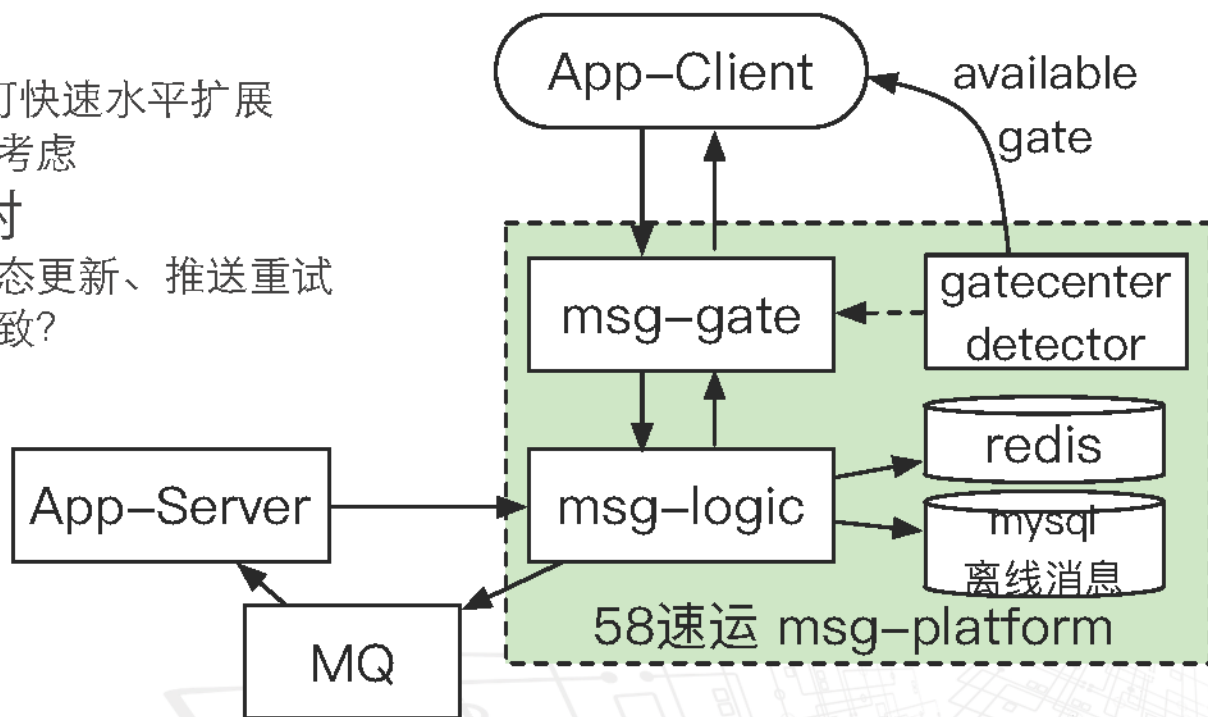 可快速水平扩展
考虑
时
态更新、推送重试
致？
App-Client
available
gate
msg-gate
gatecenter
detector
redis
App-Server
msg-logic
mysql
离线消息
58速运 msg-platform
MQ